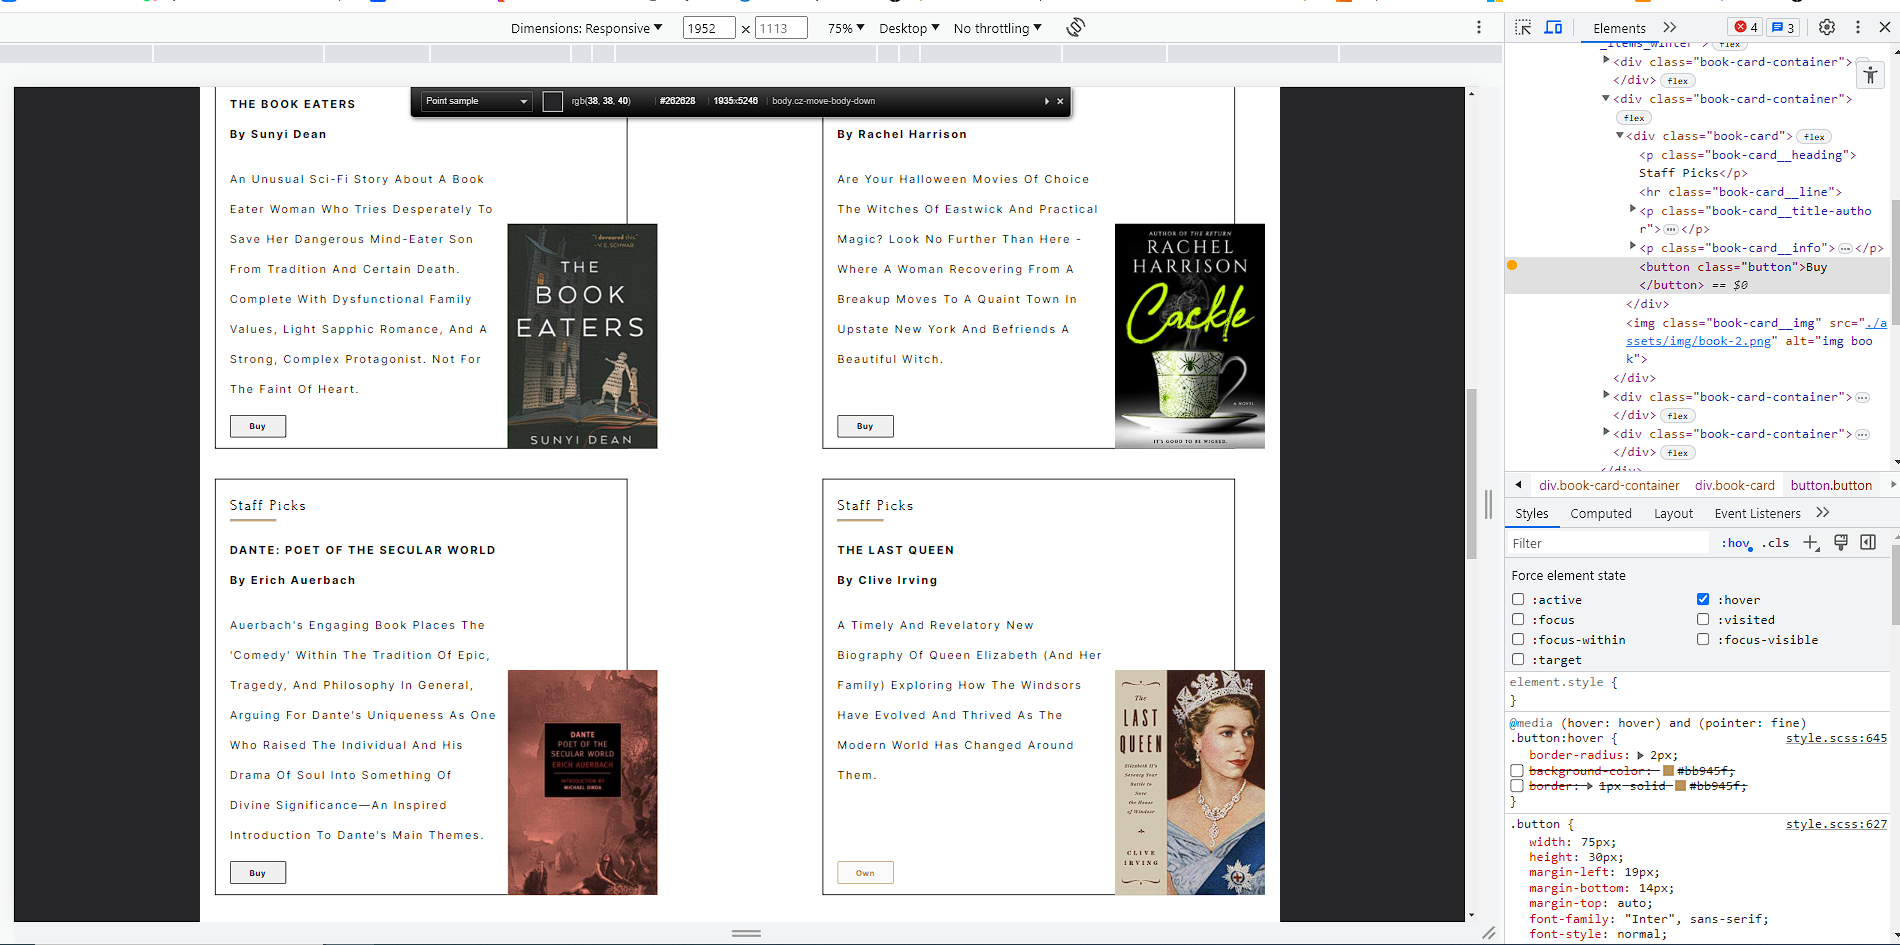 Dimensions: Responsive ▼ 1952 × 1113 75% ▼ Desktop ▼ No throttling ▼
Point sample rgb(38, 38, 40) #262628 1935x5246 body.cz-move-body-down
THE BOOK EATERS
By Sunyi Dean
An Unusual Sci-Fi Story About A Book
Eater Woman Who Tries Desperately To
Save Her Dangerous Mind-Eater Son
From Tradition And Certain Death.
Complete With Dysfunctional Family
Values, Light Sapphic Romance, And A
Strong, Complex Protagonist. Not For
The Faint Of Heart.
Buy
"I devoured this."
—V. E. SCHWAB
THE
BOOK
EATERS
SUNYI DEAN
By Rachel Harrison
Are Your Halloween Movies Of Choice
The Witches Of Eastwick And Practical
Magic? Look No Further Than Here -
Where A Woman Recovering From A
Breakup Moves To A Quaint Town In
Upstate New York And Befriends A
Beautiful Witch.
Buy
AUTHOR OF THE RETURN
RACHEL
HARRISON
Cackle
A NOVEL
IT'S GOOD TO BE WICKED.
Staff Picks
DANTE: POET OF THE SECULAR WORLD
By Erich Auerbach
Auerbach's Engaging Book Places The
'Comedy' Within The Tradition Of Epic,
Tragedy, And Philosophy In General,
Arguing For Dante's Uniqueness As One
Who Raised The Individual And His
Drama Of Soul Into Something Of
Divine Significance—An Inspired
Introduction To Dante's Main Themes.
Buy
DANTE
POET OF THE
SECULAR WORLD
ERICH AUERBACH
INTRODUCTION BY
MICHAEL DIRDA
Staff Picks
THE LAST QUEEN
By Clive Irving
A Timely And Revelatory New
Biography Of Queen Elizabeth (And Her
Family) Exploring How The Windsors
Have Evolved And Thrived As The
Modern World Has Changed Around
Them.
Own
The
LAST
QUEEN
Elizabeth II's
Seventy Year
Battle to
Save
the House
of Windsor
CLIVE
IRVING
Elements 4 3
_items_winter">flex
<div class="book-card-container">
</div> flex
<div class="book-card-container">
flex
<div class="book-card"> flex
<p class="book-card__heading">
Staff Picks</p>
<hr class="book-card__line">
<p class="book-card__title-autho
r">…</p>
<p class="book-card__info">…</p>
<button class="button">Buy
</button> == $0
</div>
<img class="book-card__img" src="./a
ssets/img/book-2.png" alt="img boo
k">
</div>
<div class="book-card-container">…
</div> flex
<div class="book-card-container">…
</div> flex
</div>
div.book-card-container div.book-card button.button
Styles Computed Layout Event Listeners
Filter :hov .cls
Force element state
:active :hover
:focus :visited
:focus-within :focus-visible
:target
element.style {
}
@media (hover: hover) and (pointer: fine)
.button:hover { style.scss:645
border-radius: 2px;
background-color: #bb945f;
border: 1px solid #bb945f;
}
.button { style.scss:627
width: 75px;
height: 30px;
margin-left: 19px;
margin-bottom: 14px;
margin-top: auto;
font-family: "Inter", sans-serif;
font-style: normal;